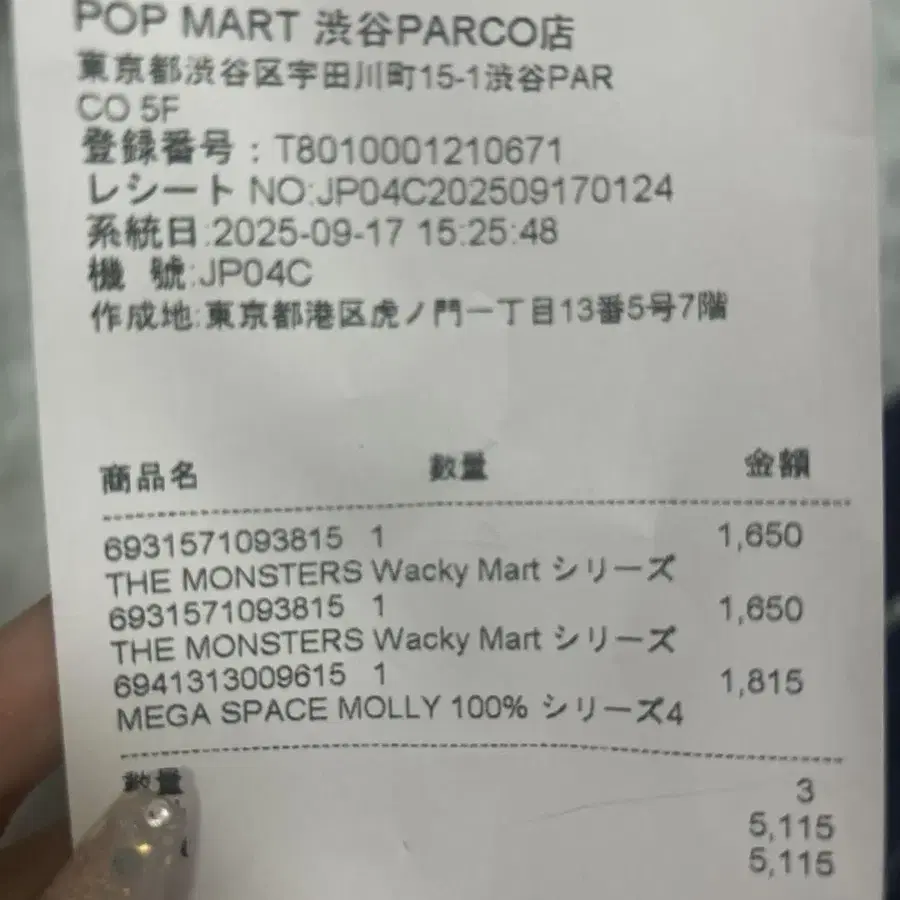 POP MART 渋谷PARCO店
東京都渋谷区宇田川町15-1渋谷PAR
CO 5F
登録番号：T8010001210671
レシート NO:JP04C202509170124
系統日:2025-09-17 15:25:48
機 號:JP04C
作成地:東京都港区虎ノ門一丁目13番5号7階
商品名 数量 金額
6931571093815 1 1,650
THE MONSTERS Wacky Mart シリーズ
6931571093815 1 1,650
THE MONSTERS Wacky Mart シリーズ
6941313009615 1 1,815
MEGA SPACE MOLLY 100% シリーズ4
数量 3
5,115
5,115